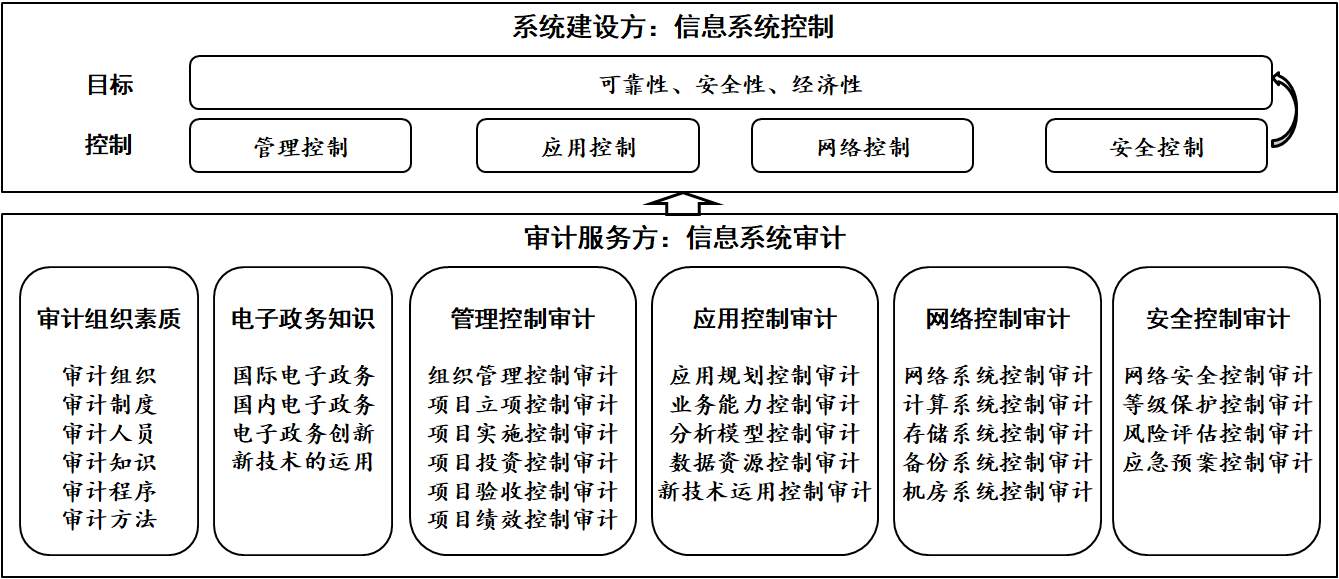 系统建设方：信息系统控制
目标
可靠性、安全性、经济性
控制
管理控制
应用控制
网络控制
安全控制
审计服务方：信息系统审计
审计组织素质
审计组织
审计制度
审计人员
审计知识
审计程序
审计方法
电子政务知识
国际电子政务
国内电子政务
电子政务创新
新技术的运用
管理控制审计
组织管理控制审计
项目立项控制审计
项目实施控制审计
项目投资控制审计
项目验收控制审计
项目绩效控制审计
应用控制审计
应用规划控制审计
业务能力控制审计
分析模型控制审计
数据资源控制审计
新技术运用控制审计
网络控制审计
网络系统控制审计
计算系统控制审计
存储系统控制审计
备份系统控制审计
机房系统控制审计
安全控制审计
网络安全控制审计
等级保护控制审计
风险评估控制审计
应急预案控制审计